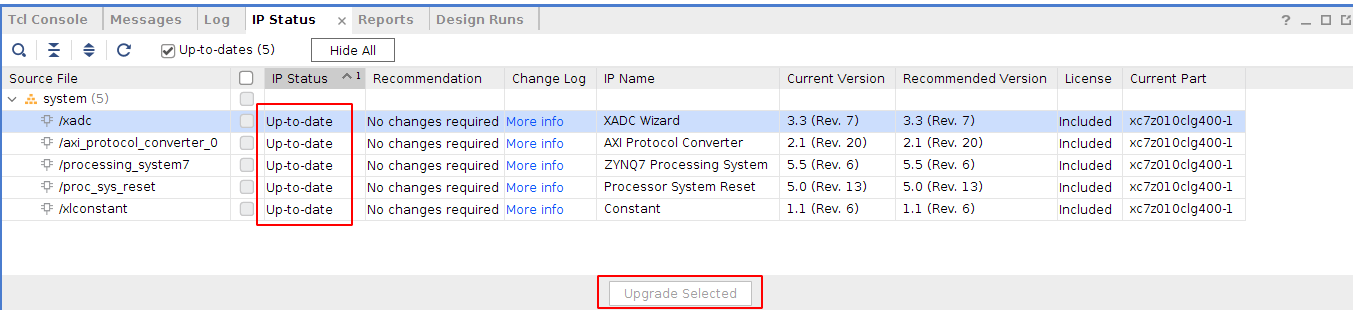 Tcl Console Messages Log IP Status × Reports Design Runs ?
Up-to-dates (5) Hide All
Source File IP Status 1 Recommendation Change Log IP Name Current Version Recommended Version License Current Part
system (5)
/xadc Up-to-date No changes required More info XADC Wizard 3.3 (Rev. 7) 3.3 (Rev. 7) Included xc7z010clg400-1
/axi_protocol_converter_0 Up-to-date No changes required More info AXI Protocol Converter 2.1 (Rev. 20) 2.1 (Rev. 20) Included xc7z010clg400-1
/processing_system7 Up-to-date No changes required More info ZYNQ7 Processing System 5.5 (Rev. 6) 5.5 (Rev. 6) Included xc7z010clg400-1
/proc_sys_reset Up-to-date No changes required More info Processor System Reset 5.0 (Rev. 13) 5.0 (Rev. 13) Included xc7z010clg400-1
/xlconstant Up-to-date No changes required More info Constant 1.1 (Rev. 6) 1.1 (Rev. 6) Included xc7z010clg400-1
Upgrade Selected